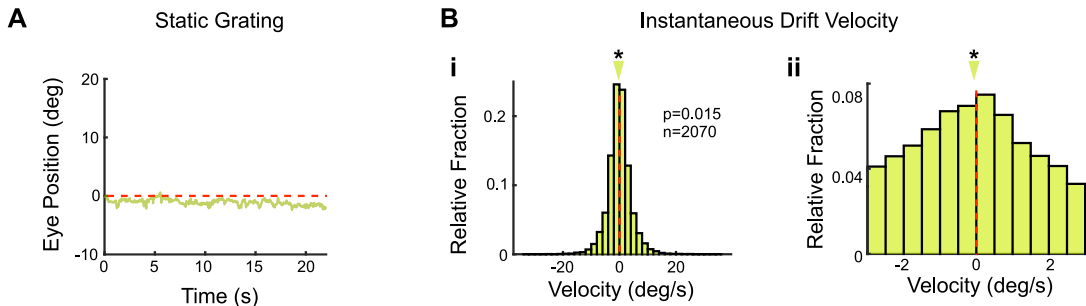 A
Static Grating
Eye Position (deg)
20
10
0
-10
0
5
10
15
20
Time (s)
B
Instantaneous Drift Velocity
i
*
Relative Fraction
0.2
0.1
0
p=0.015
n=2070
-20
0
20
Velocity (deg/s)
ii
*
Relative Fraction
0.08
0.04
0
-2
0
2
Velocity (deg/s)